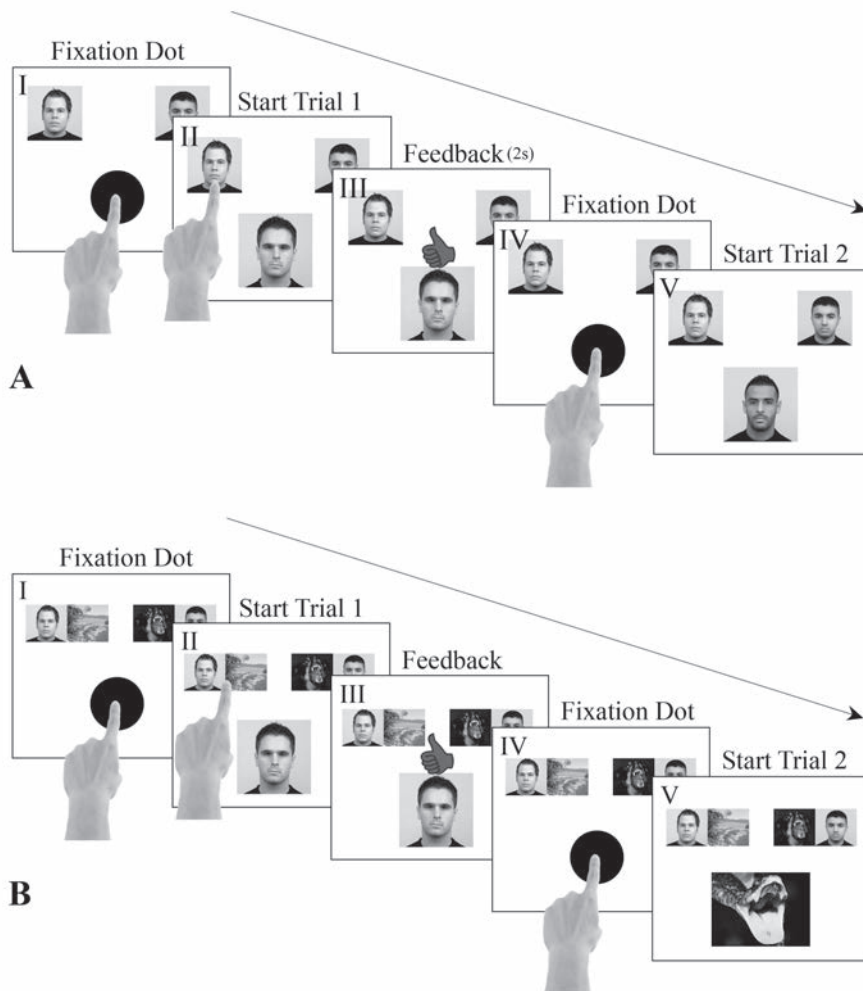 Fixation Dot
I
Start Trial 1
II
Feedback (2s)
III
Fixation Dot
IV
Start Trial 2
V
A
Fixation Dot
I
Start Trial 1
II
Feedback
III
Fixation Dot
IV
Start Trial 2
V
B